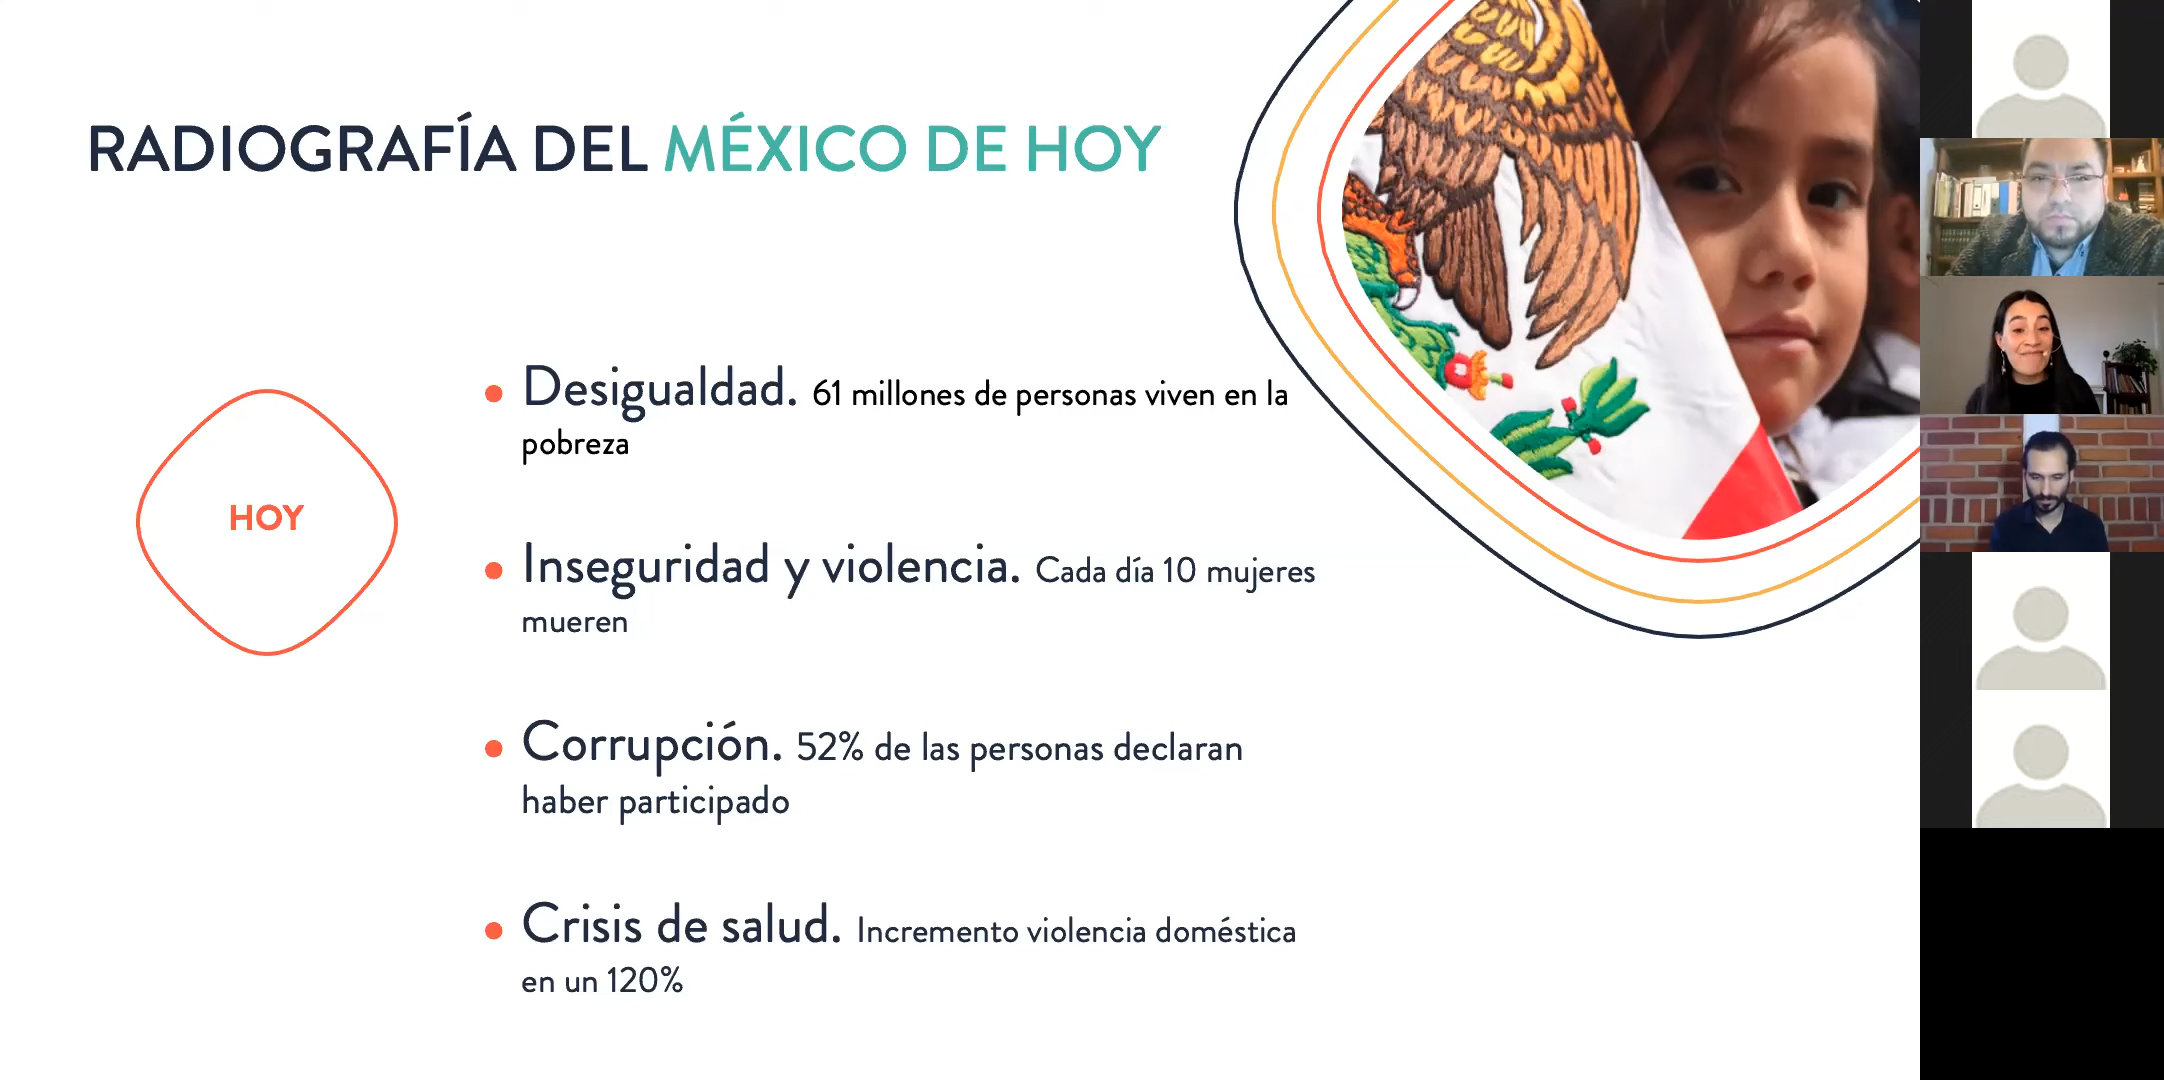 RADIOGRAFÍA DEL MÉXICO DE HOY
HOY
Desigualdad. 61 millones de personas viven en la
pobreza
Inseguridad y violencia. Cada día 10 mujeres
mueren
Corrupción. 52% de las personas declaran
haber participado
Crisis de salud. Incremento violencia doméstica
en un 120%